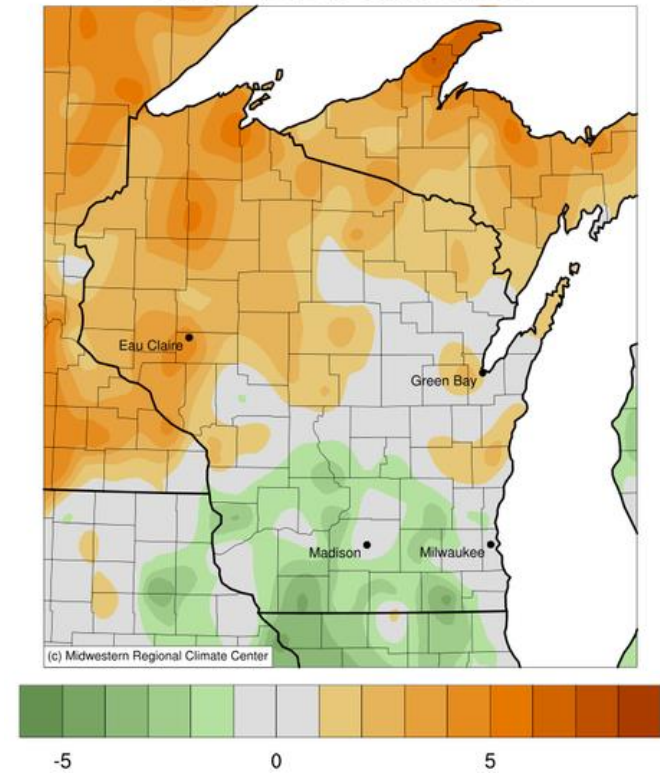 Eau Claire
Green Bay
Madison
Milwaukee
(c) Midwestern Regional Climate Center
-5
0
5